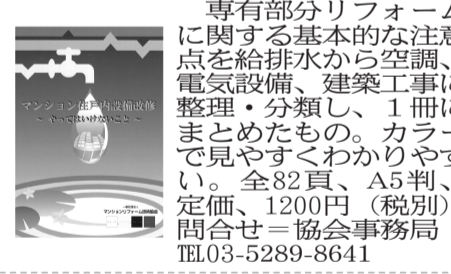 マンション住戸内設備改修
～ やってはいけないこと ～
マンションリフォーム技術協会
専有部分リフォーム
に関する基本的な注意
点を給排水から空調、
電気設備、建築工事に
整理・分類し、１冊に
まとめたもの。カラー
で見やすくわかりやす
い。全82頁、A5判、
定価、1200円（税別）
問合せ＝協会事務局
℡03-5289-8641